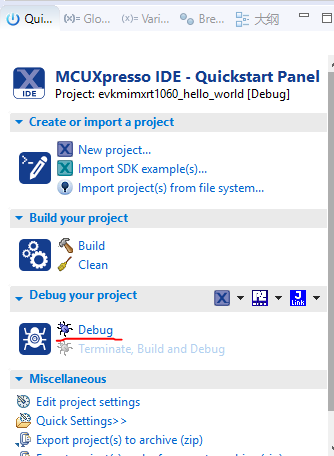 Qui...
(x)= Glo...
(x)= Vari...
Bre...
大纲
IDE
MCUXpresso IDE - Quickstart Panel
Project: evkmimxrt1060_hello_world [Debug]
Create or import a project
New project...
Import SDK example(s)...
Import project(s) from file system...
Build your project
Build
Clean
Debug your project
J
Link
Debug
Terminate, Build and Debug
Miscellaneous
Edit project settings
Quick Settings>>
Export project(s) to archive (zip)